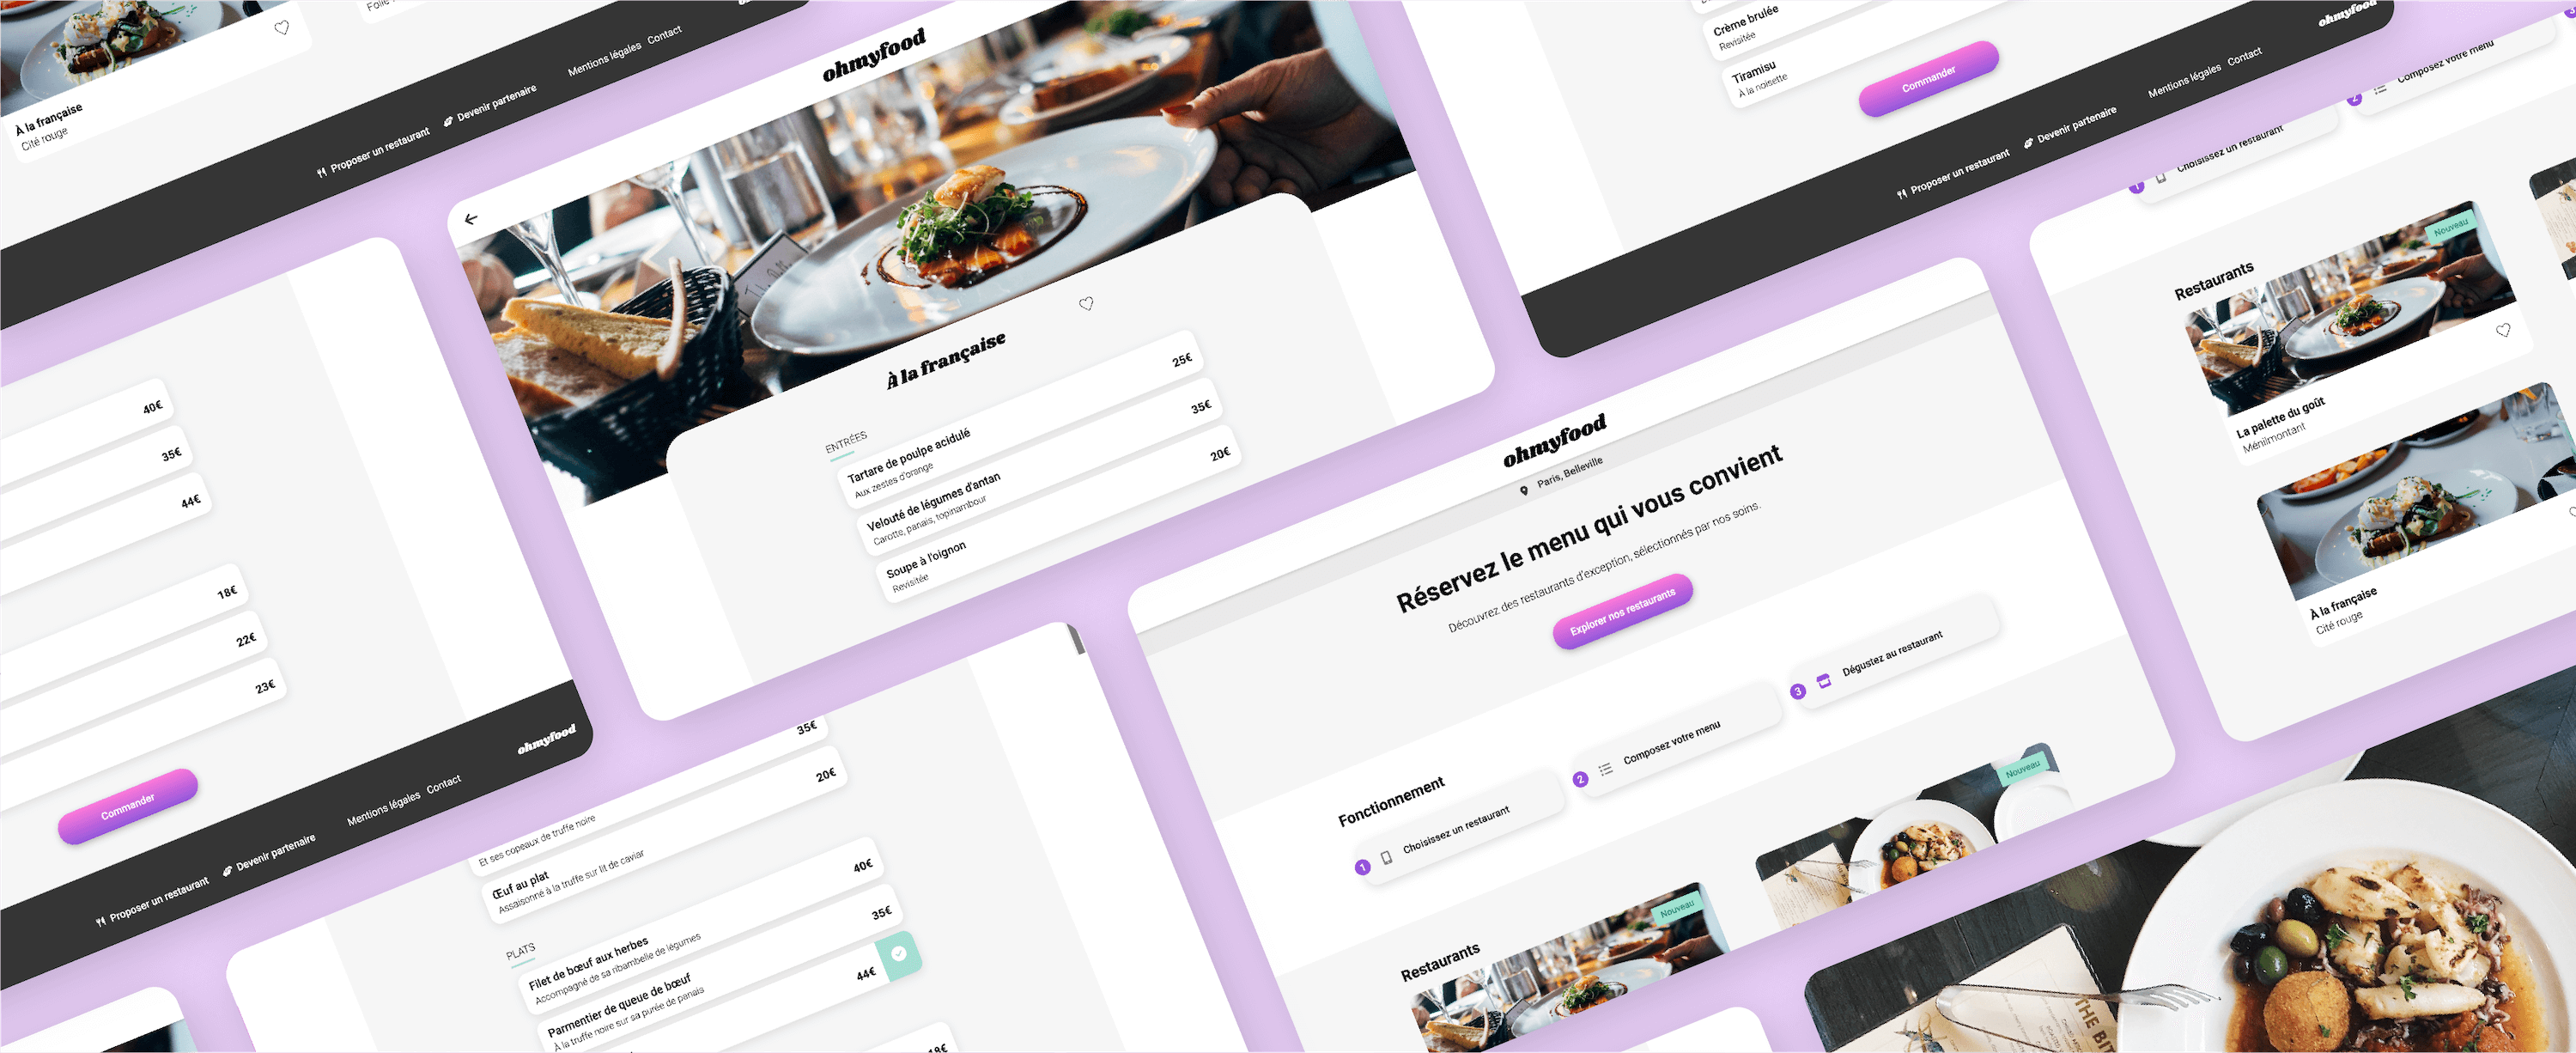 À la française
Cité rouge
Proposer un restaurant
Devenir partenaire
Mentions légales
Contact
40€
35€
44€
18€
22€
23€
Commander
Proposer un restaurant
Devenir partenaire
Mentions légales
Contact
ohmyfood
ohmyfood
À la française
ENTRÉES
Tartare de poulpe acidulé
Aux zestes d'orange
25€
Velouté de légumes d'antan
Carotte, panais, topinambour
35€
Soupe à l'oignon
Revisitée
20€
35€
Et ses copeaux de truffe noire
20€
Œuf au plat
Assaisonné à la truffe sur lit de caviar
PLATS
Filet de bœuf aux herbes
Accompagné de sa ribambelle de légumes
40€
Parmentier de queue de bœuf
À la truffe noire sur sa purée de panais
35€
44€
18€
Crème brulée
Revisitée
Tiramisu
À la noisette
Commander
Proposer un restaurant
Devenir partenaire
Mentions légales
Contact
ohmyfood
ohmyfood
Paris, Belleville
Réservez le menu qui vous convient
Découvrez des restaurants d'exception, sélectionnés par nos soins.
Explorer nos restaurants
Fonctionnement
1 Choisissez un restaurant
2 Composez votre menu
3 Dégustez au restaurant
Restaurants
Nouveau
Nouveau
1 Choisissez un restaurant
2 Composez votre menu
3
Restaurants
Nouveau
La palette du goût
Ménilmontant
À la française
Cité rouge
THE BIT